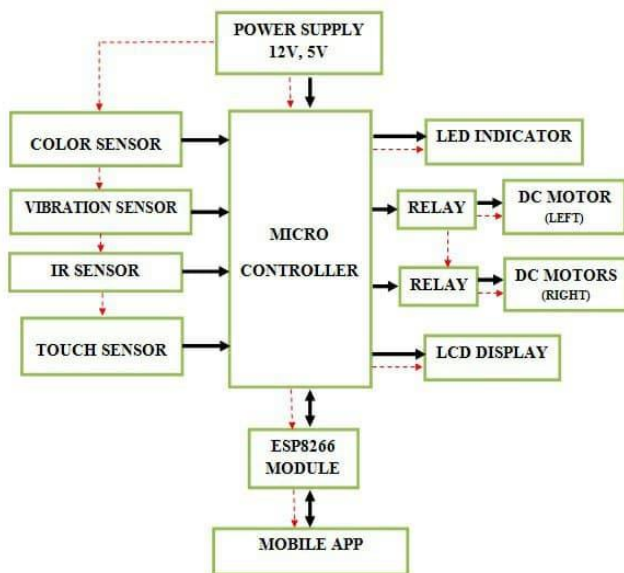 POWER SUPPLY
12V, 5V
COLOR SENSOR
VIBRATION SENSOR
IR SENSOR
TOUCH SENSOR
MICRO
CONTROLLER
LED INDICATOR
RELAY
DC MOTOR
(LEFT)
RELAY
DC MOTORS
(RIGHT)
LCD DISPLAY
ESP8266
MODULE
MOBILE APP